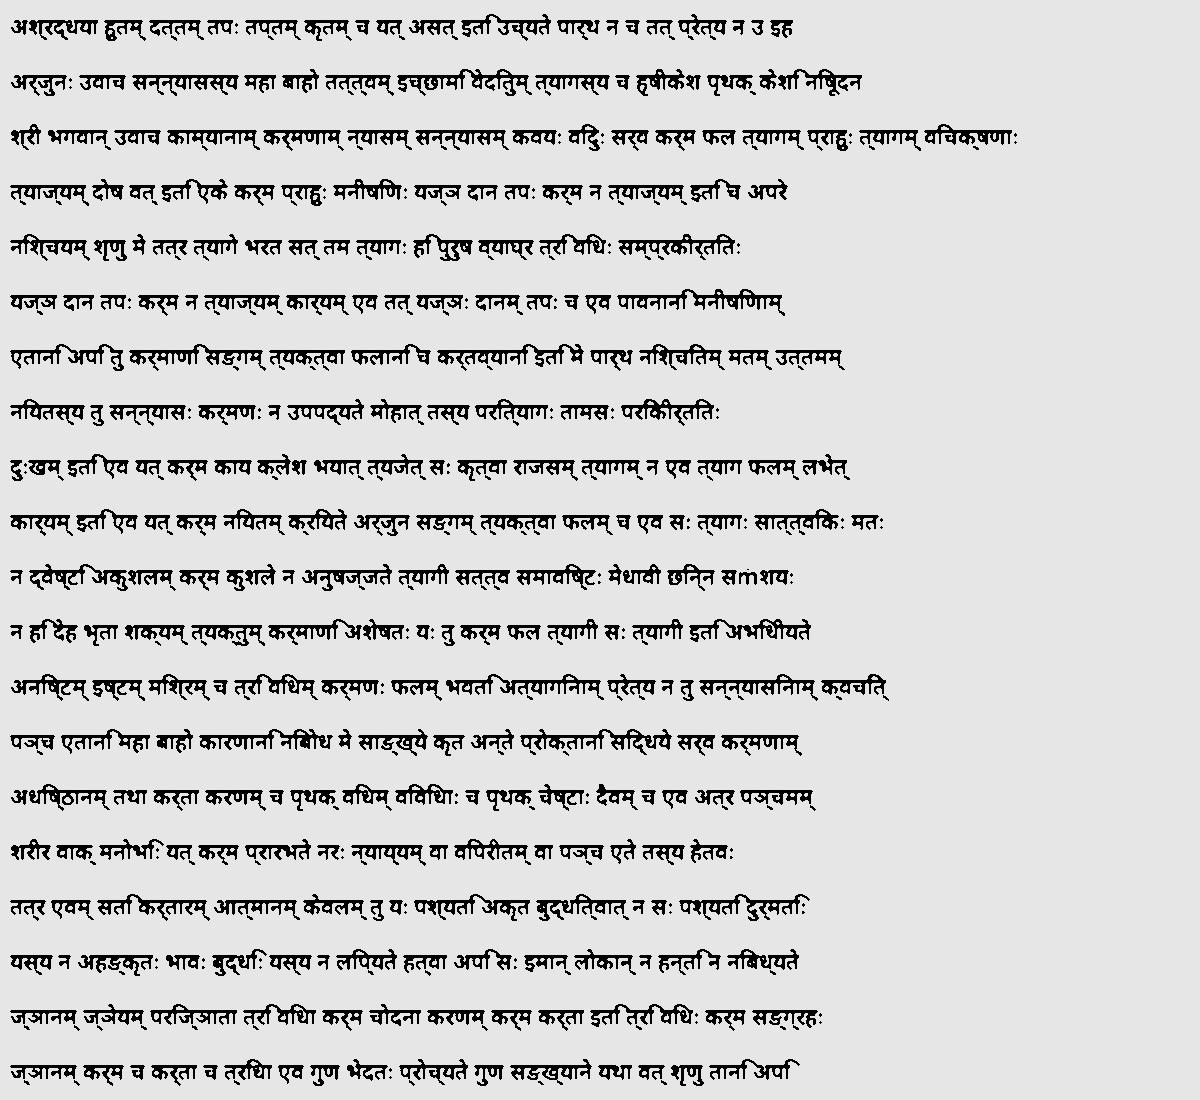 अश्रद्धया हुतम् दत्तम् तपः तप्तम् कृतम् च यत् असत् इति उच्यते पार्थ न च तत् प्रेत्य न उ इह
अर्जुनः उवाच सन्न्यासस्य महा बाहो तत्त्वम् इच्छामि वेदितुम् त्यागस्य च हृषीकेश पृथक् केशि निषूदन
श्री भगवान् उवाच काम्यानाम् कर्मणाम् न्यासम् सन्न्यासम् कवयः विदुः सर्व कर्म फल त्यागम् प्राहुः त्यागम् विचक्षणाः
त्याज्यम् दोष वत् इति एके कर्म प्राहुः मनीषिणः यज्ञ दान तपः कर्म न त्याज्यम् इति च अपरे
निश्चयम् शृणु मे तत्र त्यागे भरत सत् तम त्यागः हि पुरुष व्याघ्र त्रि विधः सम्प्रकीर्तितः
यज्ञ दान तपः कर्म न त्याज्यम् कार्यम् एव तत् यज्ञः दानम् तपः च एव पावनानि मनीषिणाम्
एतानि अपि तु कर्माणि सङ्गम् त्यक्त्वा फलानि च कर्तव्यानि इति मे पार्थ निश्चितम् मतम् उत्तमम्
नियतस्य तु सन्न्यासः कर्मणः न उपपद्यते मोहात् तस्य परित्यागः तामसः परिकीर्तितः
दुःखम् इति एव यत् कर्म काय क्लेश भयात् त्यजेत् सः कृत्वा राजसम् त्यागम् न एव त्याग फलम् लभेत्
कार्यम् इति एव यत् कर्म नियतम् क्रियते अर्जुन सङ्गम् त्यक्त्वा फलम् च एव सः त्यागः सात्त्विकः मतः
न द्वेष्टि अकुशलम् कर्म कुशले न अनुषज्जते त्यागी सत्त्व समाविष्टः मेधावी छिन्न सṁशयः
न हि देह भृता शक्यम् त्यक्तुम् कर्माणि अशेषतः यः तु कर्म फल त्यागी सः त्यागी इति अभिधीयते
अनिष्टम् इष्टम् मिश्रम् च त्रि विधम् कर्मणः फलम् भवति अत्यागिनाम् प्रेत्य न तु सन्न्यासिनाम् क्वचित्
पञ्च एतानि महा बाहो कारणानि निबोध मे साङ्ख्ये कृत अन्ते प्रोक्तानि सिद्धये सर्व कर्मणाम्
अधिष्ठानम् तथा कर्ता करणम् च पृथक् विधम् विविधाः च पृथक् चेष्टाः दैवम् च एव अत्र पञ्चमम्
शरीर वाक् मनोभिः यत् कर्म प्रारभते नरः न्याय्यम् वा विपरीतम् वा पञ्च एते तस्य हेतवः
तत्र एवम् सति कर्तारम् आत्मानम् केवलम् तु यः पश्यति अकृत बुद्धित्वात् न सः पश्यति दुर्मतिः
यस्य न अहङ्कृतः भावः बुद्धिः यस्य न लिप्यते हत्वा अपि सः इमान् लोकान् न हन्ति न निबध्यते
ज्ञानम् ज्ञेयम् परिज्ञाता त्रि विधा कर्म चोदना करणम् कर्म कर्ता इति त्रि विधः कर्म सङ्ग्रहः
ज्ञानम् कर्म च कर्ता च त्रिधा एव गुण भेदतः प्रोच्यते गुण सङ्ख्याने यथा वत् शृणु तानि अपि